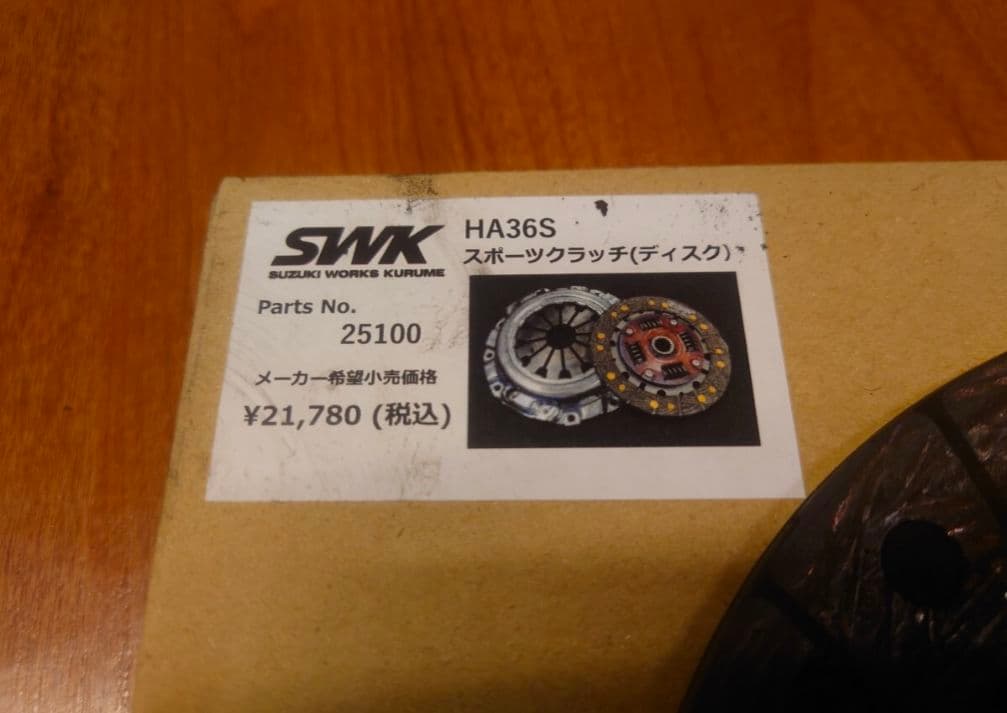 SWK
SUZUKI WORKS KURUME
HA36S
スポーツクラッチ(ディスク)
Parts No.
25100
メーカー希望小売価格
¥21,780 (税込)